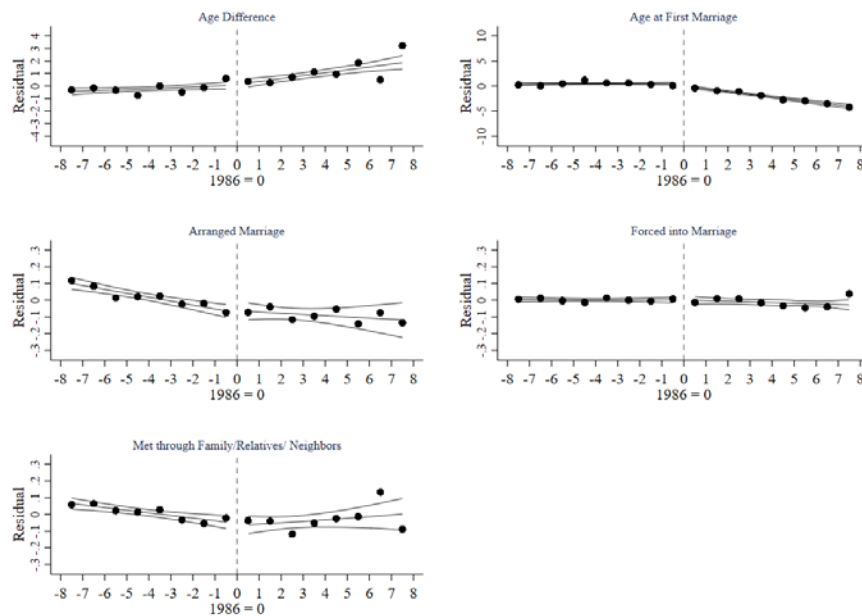 Age Difference
Residual
-4 -3 -2 -1 0 1 2 3 4
-8 -7 -6 -5 -4 -3 -2 -1 0 1 2 3 4 5 6 7 8
1986 = 0
Age at First Marriage
Residual
-10 -5 0 5 10
-8 -7 -6 -5 -4 -3 -2 -1 0 1 2 3 4 5 6 7 8
1986 = 0
Arranged Marriage
Residual
-.3 -.2 -.1 0 .1 .2 .3
-8 -7 -6 -5 -4 -3 -2 -1 0 1 2 3 4 5 6 7 8
1986 = 0
Forced into Marriage
Residual
-.3 -.2 -.1 0 .1 .2 .3
-8 -7 -6 -5 -4 -3 -2 -1 0 1 2 3 4 5 6 7 8
1986 = 0
Met through Family/Relatives/ Neighbors
Residual
-.3 -.2 -.1 0 .1 .2 .3
-8 -7 -6 -5 -4 -3 -2 -1 0 1 2 3 4 5 6 7 8
1986 = 0